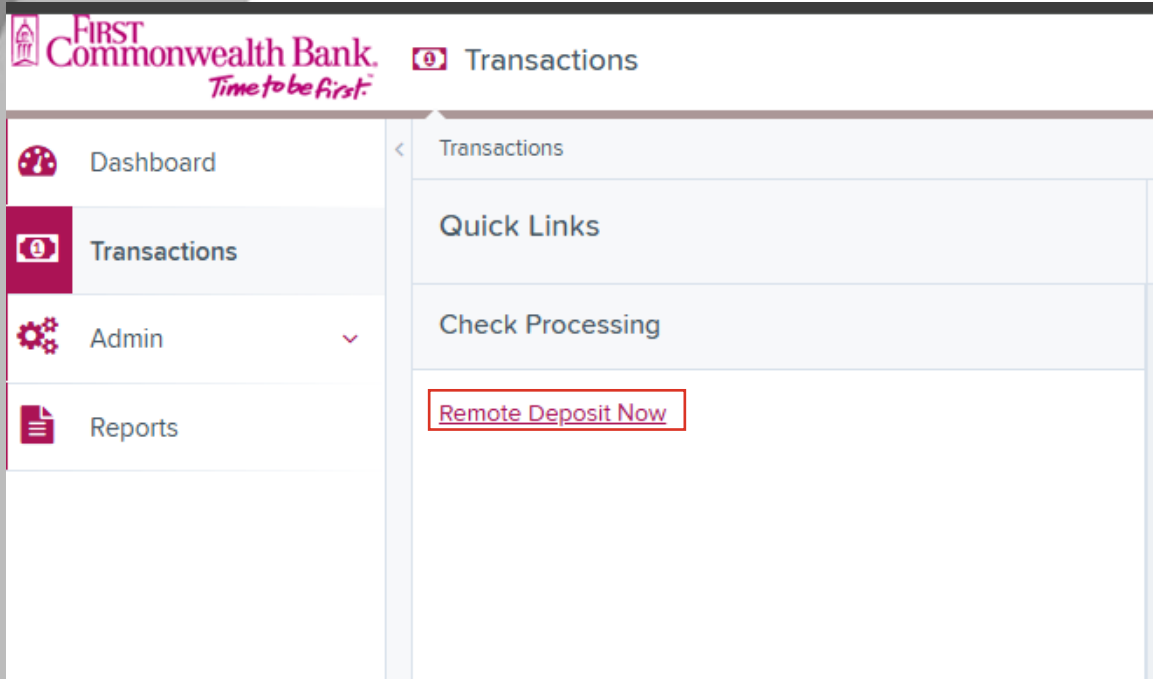 FIRST
Commonwealth Bank.
Time to be first.™
Transactions
Dashboard
Transactions
Admin
Reports
Transactions
Quick Links
Check Processing
Remote Deposit Now